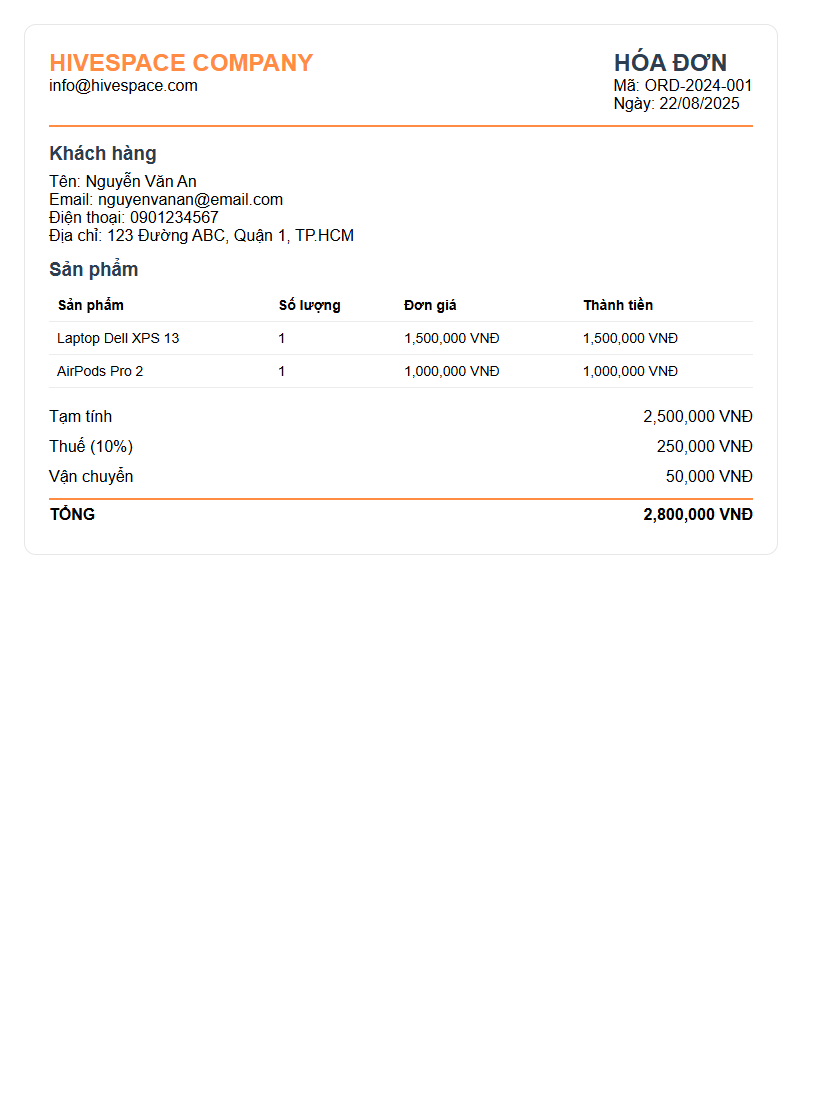 HIVESPACE COMPANY
info@hivespace.com
HÓA ĐƠN
Mã: ORD-2024-001
Ngày: 22/08/2025
Khách hàng
Tên: Nguyễn Văn An
Email: nguyenvanan@email.com
Điện thoại: 0901234567
Địa chỉ: 123 Đường ABC, Quận 1, TP.HCM
Sản phẩm
Sản phẩm Số lượng Đơn giá Thành tiền
Laptop Dell XPS 13 1 1,500,000 VNĐ 1,500,000 VNĐ
AirPods Pro 2 1 1,000,000 VNĐ 1,000,000 VNĐ
Tạm tính 2,500,000 VNĐ
Thuế (10%) 250,000 VNĐ
Vận chuyển 50,000 VNĐ
TỔNG 2,800,000 VNĐ